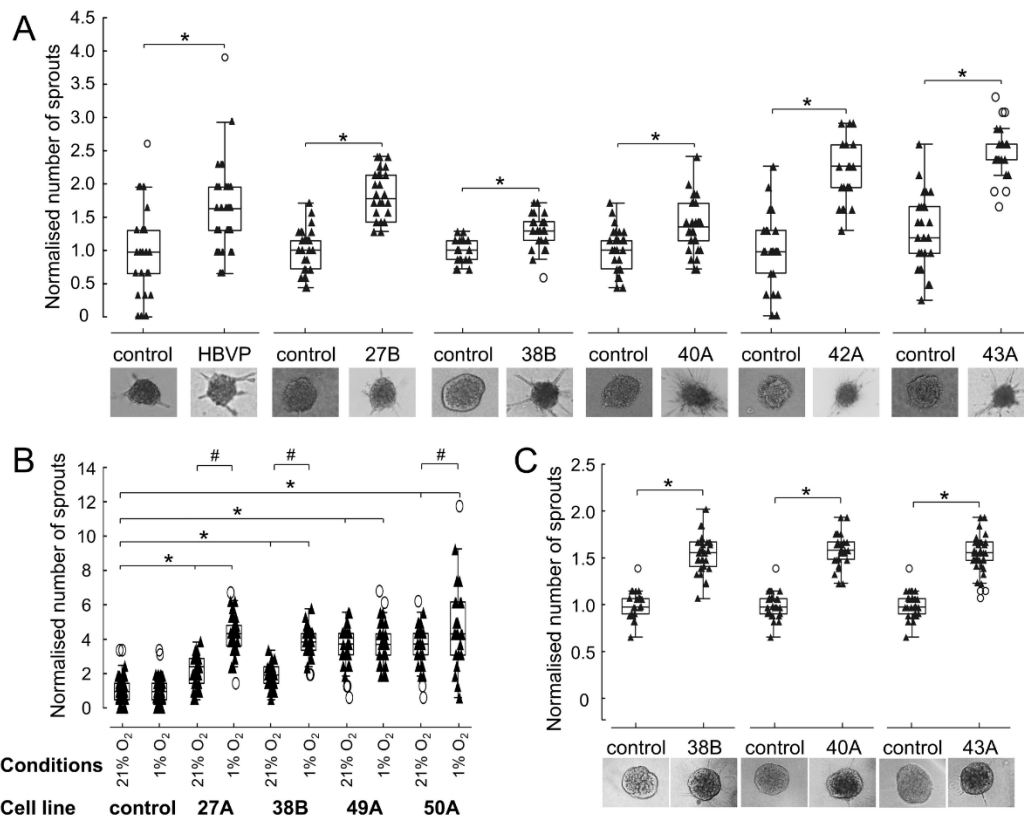 A
Normalised number of sprouts
4.5
4.0
3.5
3.0
2.5
2.0
1.5
1.0
0.5
0
* * * * * *
control HBVP control 27B control 38B control 40A control 42A control 43A
B
Normalised number of sprouts
14
12
10
8
6
4
2
0
# # #
*
*
*
*
21% O₂ 1% O₂ 21% O₂ 1% O₂ 21% O₂ 1% O₂ 21% O₂ 1% O₂ 21% O₂ 1% O₂
Conditions
Cell line control 27A 38B 49A 50A
C
Normalised number of sprouts
2.5
2.0
1.5
1.0
0.5
0
* * *
control 38B control 40A control 43A